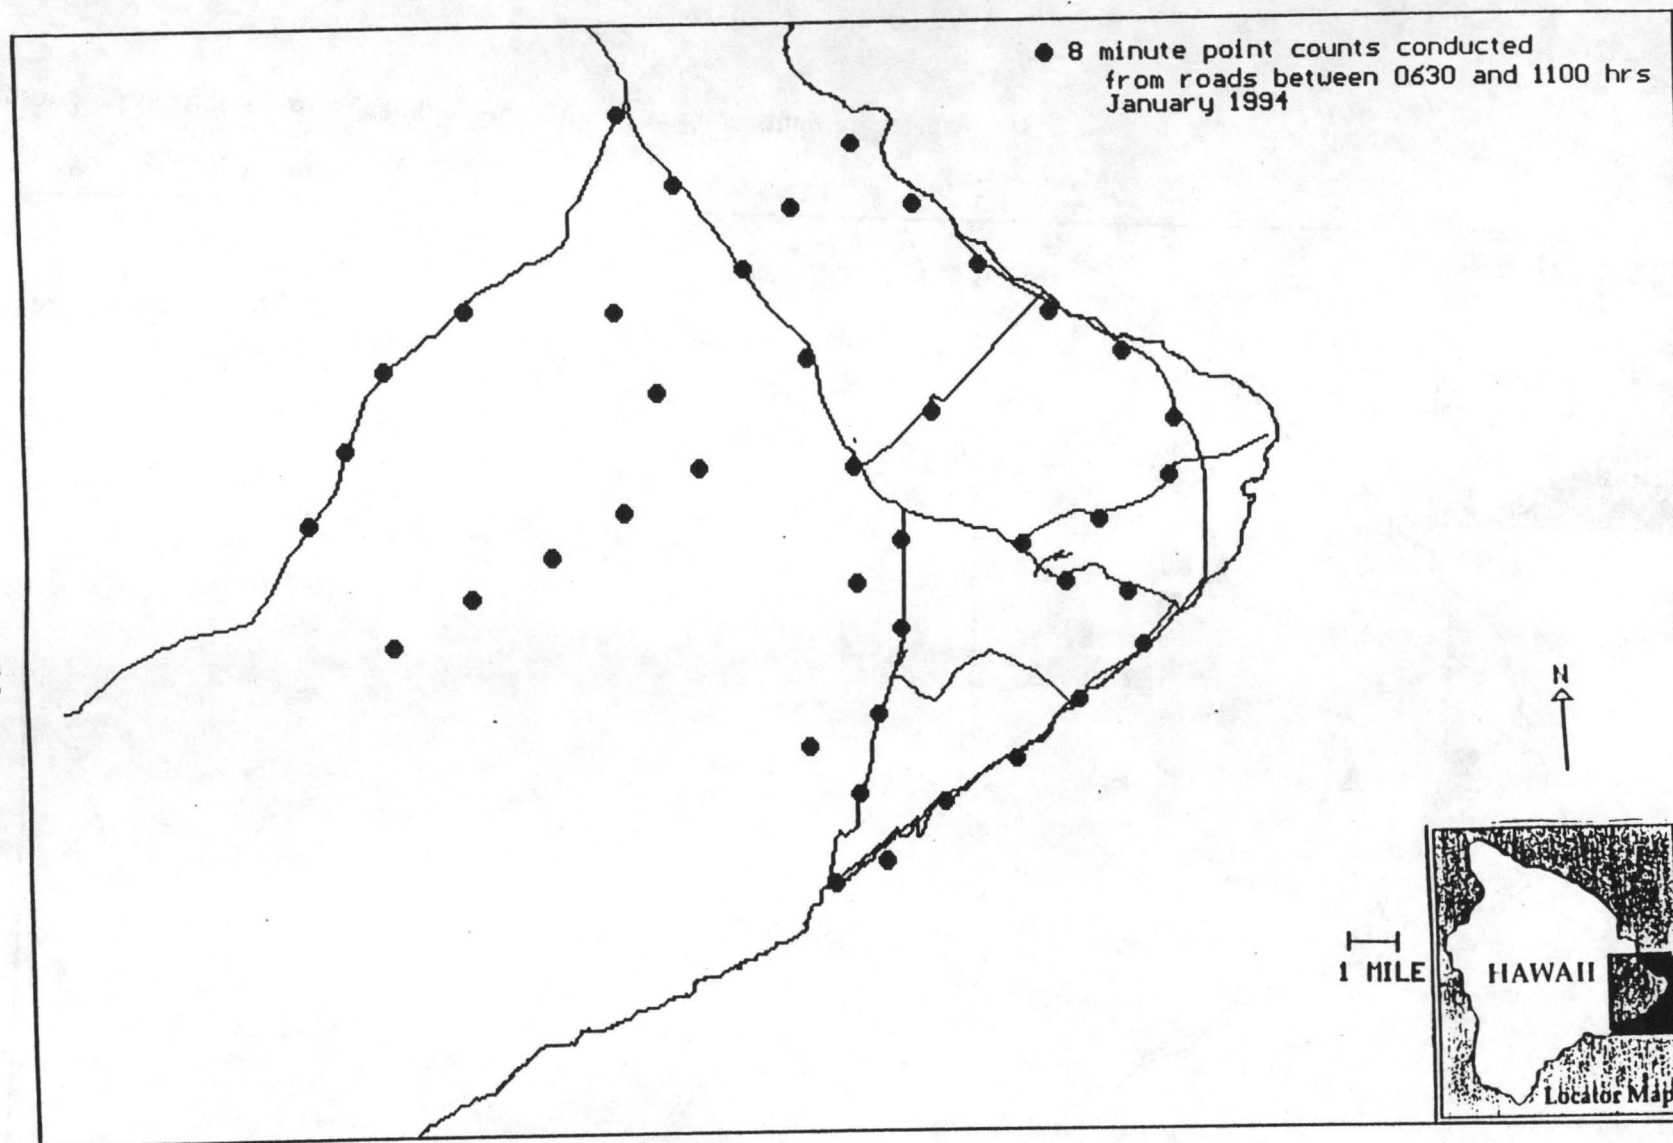 8 minute point counts conducted
from roads between 0630 and 1100 hrs
January 1994
N
1 MILE
HAWAII
Locator Map